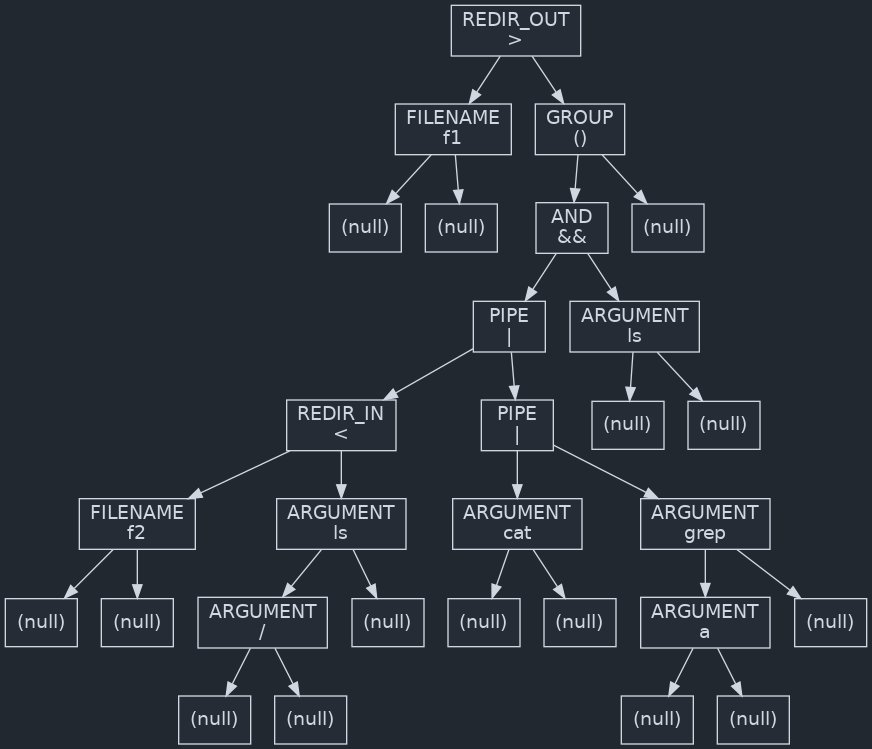 REDIR_OUT
>
FILENAME
f1
GROUP
()
(null)
(null)
AND
&&
(null)
PIPE
|
ARGUMENT
ls
REDIR_IN
<
PIPE
|
(null)
(null)
FILENAME
f2
ARGUMENT
ls
ARGUMENT
cat
ARGUMENT
grep
(null)
(null)
ARGUMENT
/
(null)
(null)
(null)
ARGUMENT
a
(null)
(null)
(null)
(null)
(null)